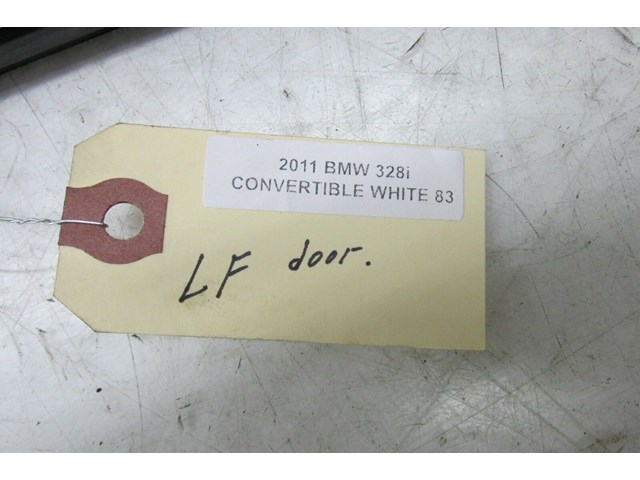 2011 BMW 328i
CONVERTIBLE WHITE 83
LF door.